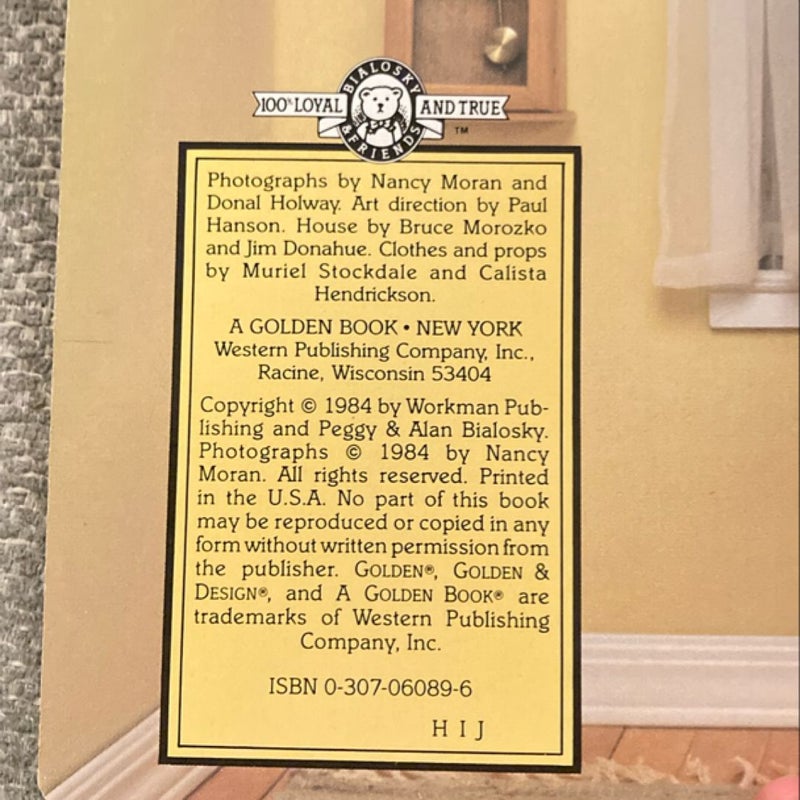 BIALOSKY
100% LOYAL AND TRUE
& FRIENDS
TM
Photographs by Nancy Moran and
Donal Holway. Art direction by Paul
Hanson. House by Bruce Morozko
and Jim Donahue. Clothes and props
by Muriel Stockdale and Calista
Hendrickson.
A GOLDEN BOOK • NEW YORK
Western Publishing Company, Inc.,
Racine, Wisconsin 53404
Copyright © 1984 by Workman Pub-
lishing and Peggy & Alan Bialosky.
Photographs © 1984 by Nancy
Moran. All rights reserved. Printed
in the U.S.A. No part of this book
may be reproduced or copied in any
form without written permission from
the publisher. GOLDEN®, GOLDEN &
DESIGN®, and A GOLDEN BOOK® are
trademarks of Western Publishing
Company, Inc.
ISBN 0-307-06089-6
H I J